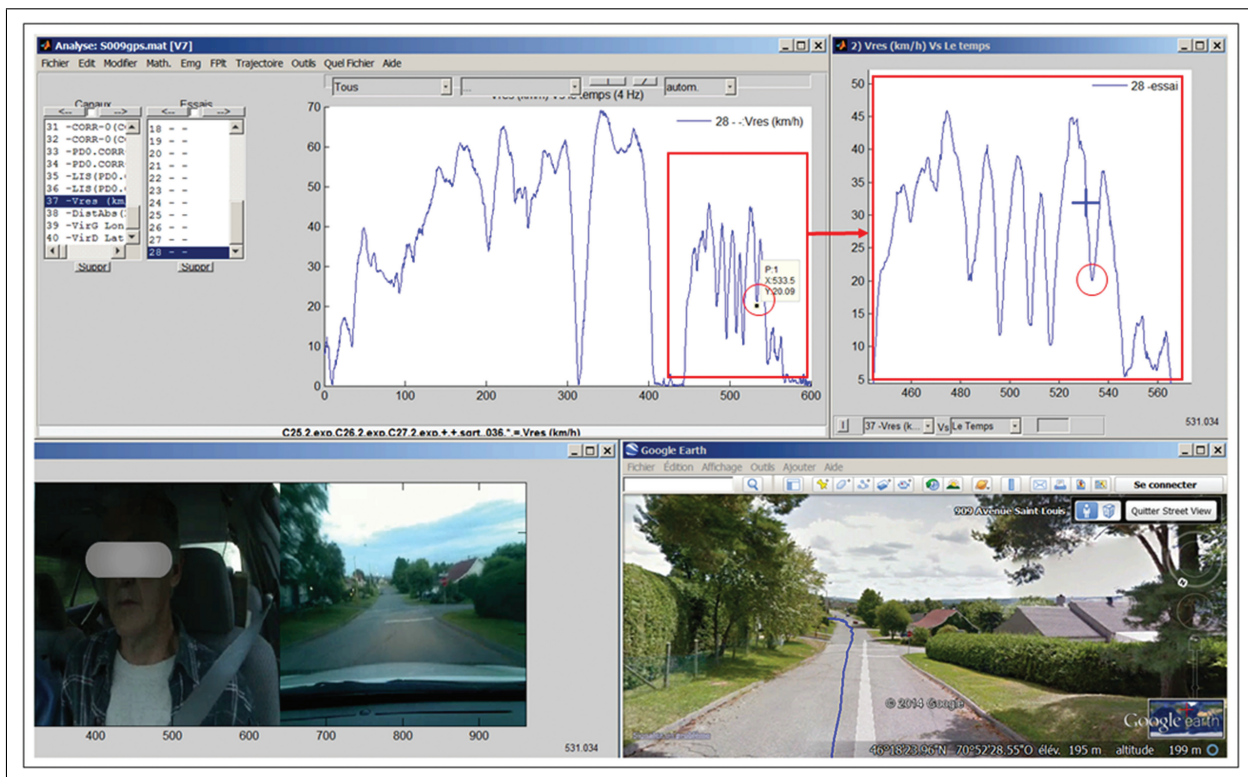 Analyse: S009gps.mat [V7]
Fichier Edit Modifier Math. Emg FPlt Trajectoire Outils Quel Fichier Aide
Tous
...
autom.
Canaux
Essais
<-- -->
<-- -->
31 -CORR-0(C
32 -CORR-0(C
33 -PD0.CORR
34 -PD0.CORR
35 -LIS(PD0.
36 -LIS(PD0.
37 -Vres (km
38 -DistAbs(
39 -VirG Lon
40 -VirD Lat
18 - -
19 - -
20 - -
21 - -
22 - -
23 - -
24 - -
25 - -
26 - -
27 - -
28 - -
Suppr
Suppr
Vres (km/h) Vs le temps (4 Hz)
28 - -:Vres (km/h)
70
60
50
40
30
20
10
0
P:1
X:533.5
Y:20.09
0 100 200 300 400 500 600
C25.2.exp.C26.2.exp.C27.2.exp.+.+.sqrt..036.*.=.Vres (km/h)
2) Vres (km/h) Vs Le temps
28 -essai
50
45
40
35
30
25
20
15
10
5
460 480 500 520 540 560
37 -Vres (k... Vs Le Temps
531.034
400 500 600 700 800 900
531.034
Google Earth
Fichier Édition Affichage Outils Ajouter Aide
Se connecter
909 Avenue Saint-Louis
Quitter Street View
© 2014 Google
Google earth
46°18'23.96"N 70°52'28.55"O élév. 195 m altitude 199 m